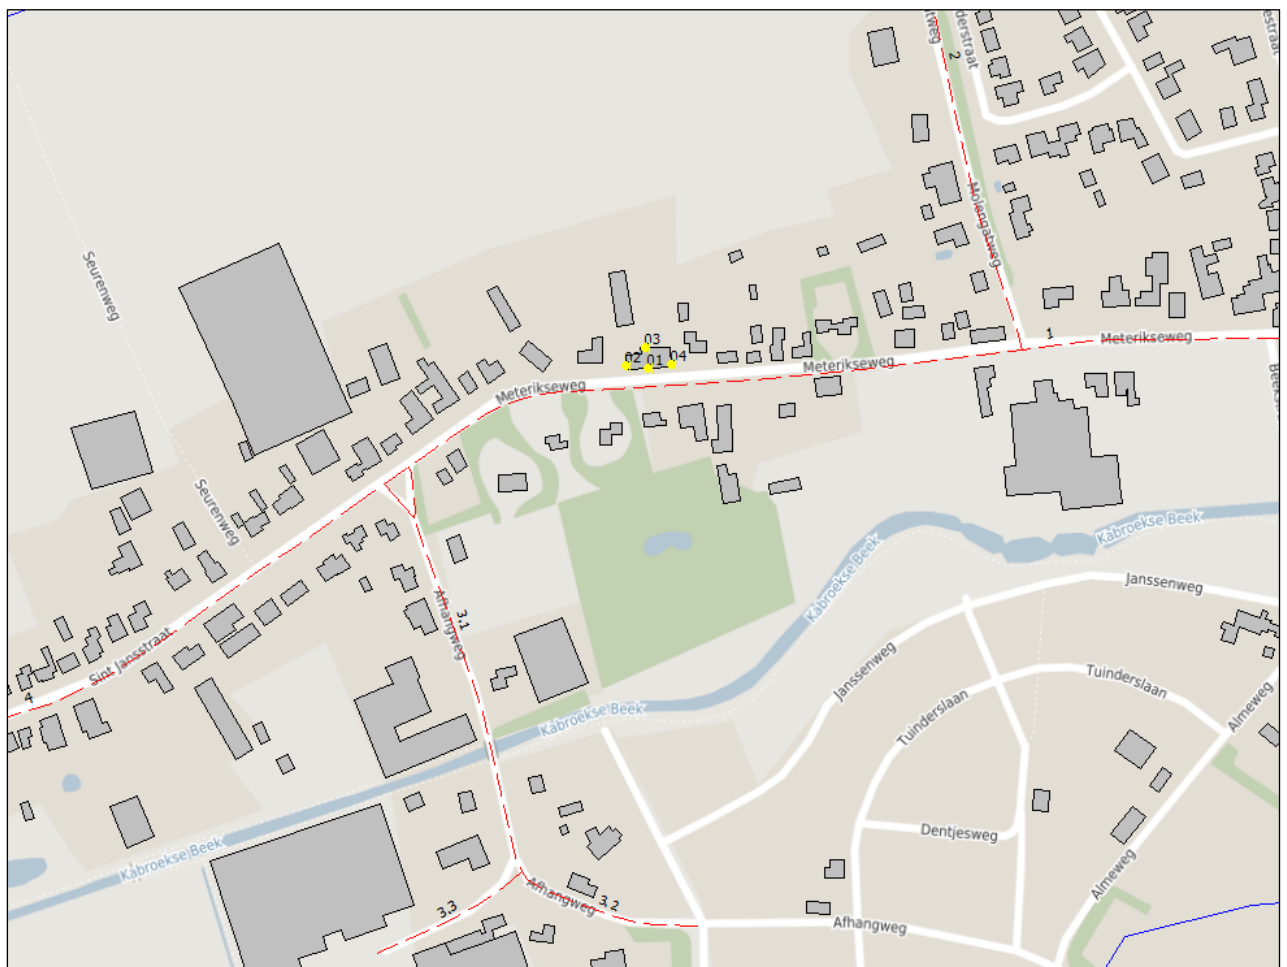 derstraat
2
Molengatweg
Seurenweg
03
02
01
04
1
Meterikseweg
Meterikseweg
Meterikseweg
Seurenweg
Kabroekse Beek
Kabroekse Beek
Janssenweg
3,1
Afhangweg
Sint Jansstraat
4
Janssenweg
Tuinderslaan
Tuinderslaan
Almeweg
Kabroekse Beek
Dentjesweg
Kabroekse Beek
Almeweg
Afhangweg
3,2
3,3
Afhangweg